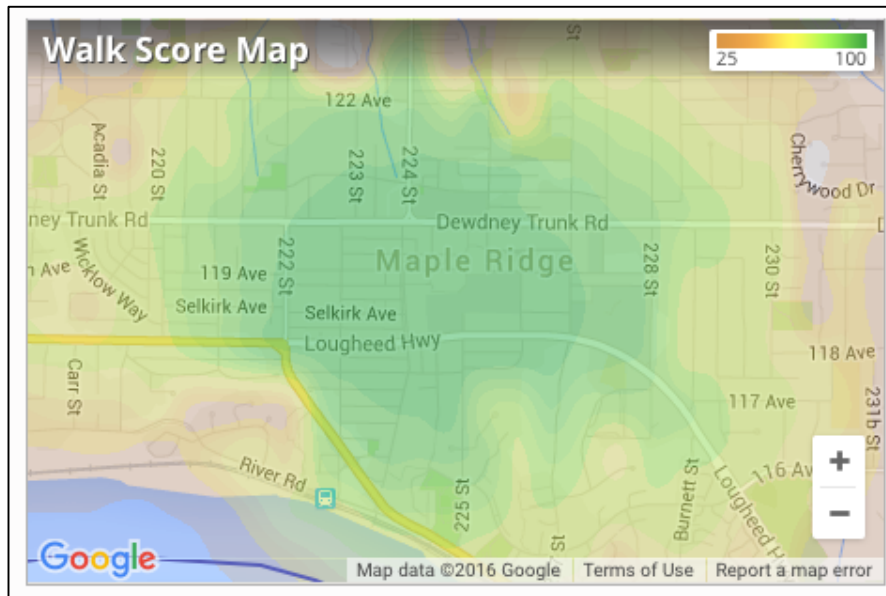 Walk Score Map
25
100
St
122 Ave
Acadia St
220 St
223 St
224 St
Cherrywood Dr
ney Trunk Rd
Dewdney Trunk Rd
D
222 St
Maple Ridge
228 St
230 St
n Ave
Wicklow Way
119 Ave
Selkirk Ave
Selkirk Ave
Lougheed Hwy
118 Ave
Carr St
117 Ave
231b St
River Rd
225 St
Burnett St
116 Av
+
−
Lougheed H
St
Google
Map data ©2016 Google
Terms of Use
Report a map error